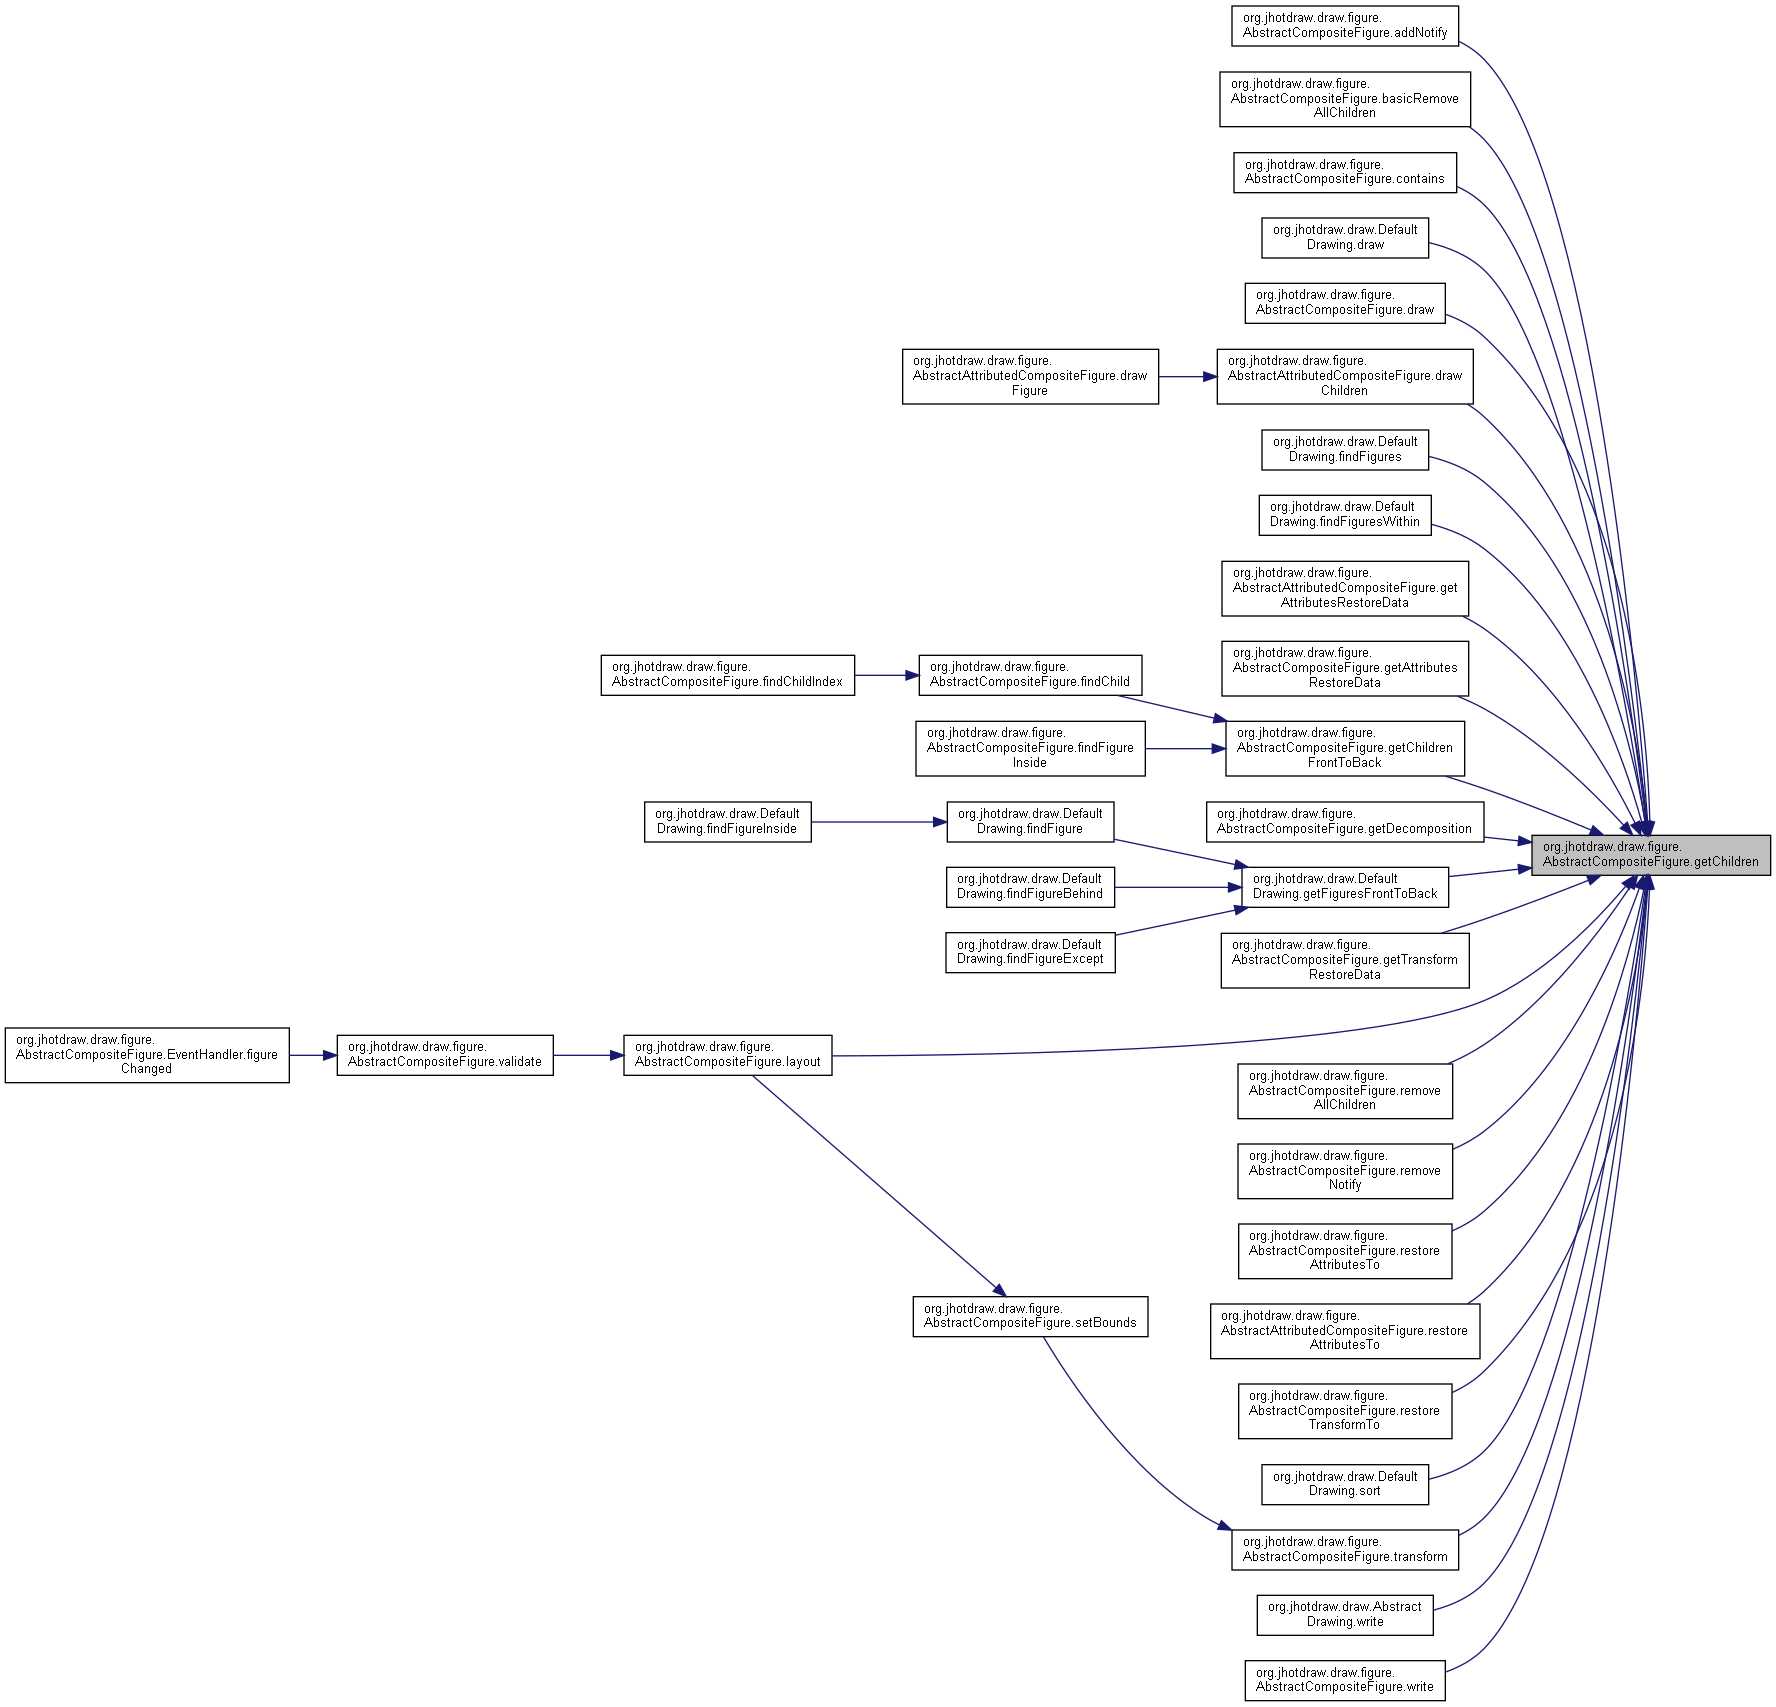 org.jhotdraw.draw.figure.
AbstractCompositeFigure.addNotify
org.jhotdraw.draw.figure.
AbstractCompositeFigure.basicRemove
AllChildren
org.jhotdraw.draw.figure.
AbstractCompositeFigure.contains
org.jhotdraw.draw.Default
Drawing.draw
org.jhotdraw.draw.figure.
AbstractCompositeFigure.draw
org.jhotdraw.draw.figure.
AbstractAttributedCompositeFigure.draw
Figure
org.jhotdraw.draw.figure.
AbstractAttributedCompositeFigure.draw
Children
org.jhotdraw.draw.Default
Drawing.findFigures
org.jhotdraw.draw.Default
Drawing.findFiguresWithin
org.jhotdraw.draw.figure.
AbstractAttributedCompositeFigure.get
AttributesRestoreData
org.jhotdraw.draw.figure.
AbstractCompositeFigure.getAttributes
RestoreData
org.jhotdraw.draw.figure.
AbstractCompositeFigure.findChildIndex
org.jhotdraw.draw.figure.
AbstractCompositeFigure.findChild
org.jhotdraw.draw.figure.
AbstractCompositeFigure.findFigure
Inside
org.jhotdraw.draw.figure.
AbstractCompositeFigure.getChildren
FrontToBack
org.jhotdraw.draw.Default
Drawing.findFigureInside
org.jhotdraw.draw.Default
Drawing.findFigure
org.jhotdraw.draw.figure.
AbstractCompositeFigure.getDecomposition
org.jhotdraw.draw.figure.
AbstractCompositeFigure.getChildren
org.jhotdraw.draw.Default
Drawing.findFigureBehind
org.jhotdraw.draw.Default
Drawing.getFiguresFrontToBack
org.jhotdraw.draw.Default
Drawing.findFigureExcept
org.jhotdraw.draw.figure.
AbstractCompositeFigure.getTransform
RestoreData
org.jhotdraw.draw.figure.
AbstractCompositeFigure.EventHandler.figure
Changed
org.jhotdraw.draw.figure.
AbstractCompositeFigure.validate
org.jhotdraw.draw.figure.
AbstractCompositeFigure.layout
org.jhotdraw.draw.figure.
AbstractCompositeFigure.remove
AllChildren
org.jhotdraw.draw.figure.
AbstractCompositeFigure.remove
Notify
org.jhotdraw.draw.figure.
AbstractCompositeFigure.restore
AttributesTo
org.jhotdraw.draw.figure.
AbstractCompositeFigure.setBounds
org.jhotdraw.draw.figure.
AbstractAttributedCompositeFigure.restore
AttributesTo
org.jhotdraw.draw.figure.
AbstractCompositeFigure.restore
TransformTo
org.jhotdraw.draw.Default
Drawing.sort
org.jhotdraw.draw.figure.
AbstractCompositeFigure.transform
org.jhotdraw.draw.Abstract
Drawing.write
org.jhotdraw.draw.figure.
AbstractCompositeFigure.write